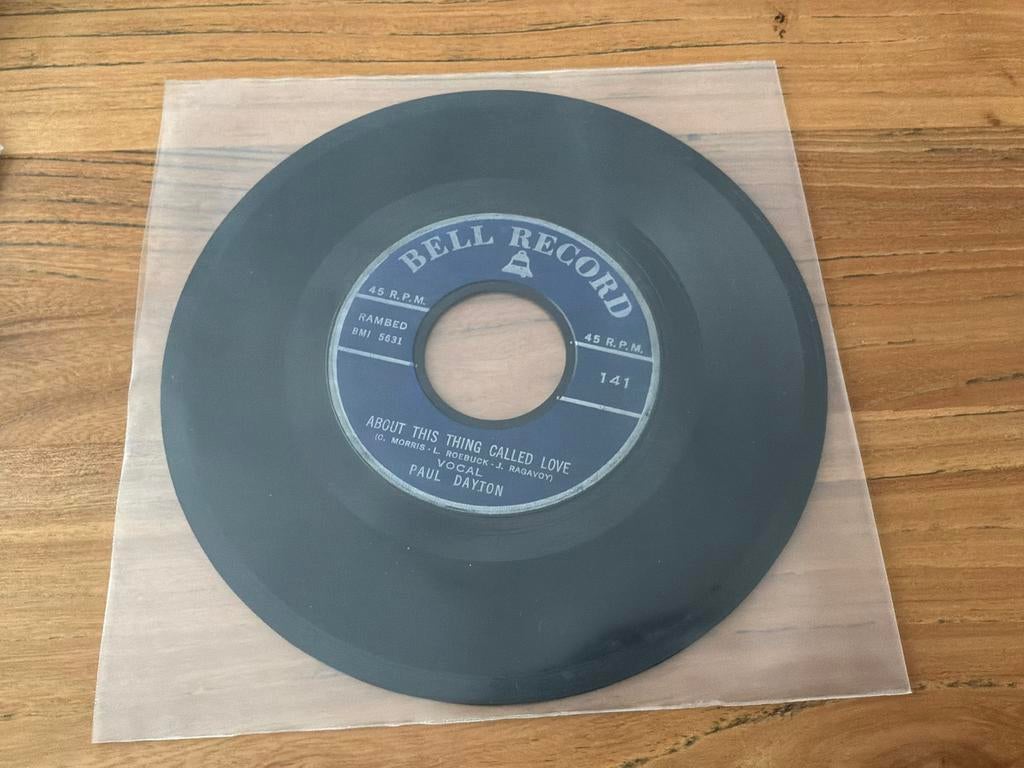 BELL RECORD
45 R.P.M.
RAMBED
BMI 5631
45 R.P.M.
141
ABOUT THIS THING CALLED LOVE
(C. MORRIS - L. ROEBUCK - J. RAGAVOY)
VOCAL
PAUL DAYTON